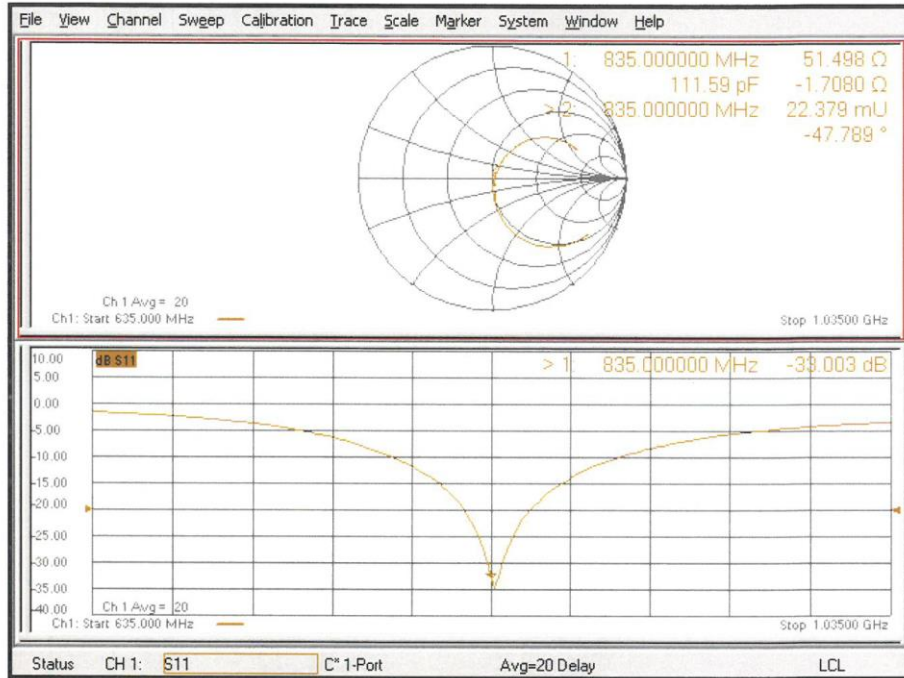 File View Channel Sweep Calibration Trace Scale Marker System Window Help
1: 835.000000 MHz 51.498 Ω
111.59 pF -1.7080 Ω
> 2: 835.000000 MHz 22.379 mU
-47.789 °
Ch 1 Avg = 20
Ch1: Start 635.000 MHz
Stop 1.03500 GHz
dB S11
> 1: 835.000000 MHz -33.003 dB
10.00
5.00
0.00
-5.00
-10.00
-15.00
-20.00
-25.00
-30.00
-35.00
-40.00
Ch 1 Avg = 20
Ch1: Start 635.000 MHz
Stop 1.03500 GHz
Status CH 1: S11 C* 1-Port Avg=20 Delay LCL